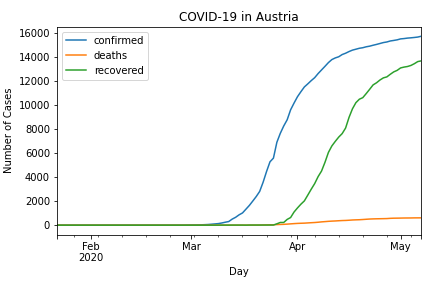 COVID-19 in Austria
16000
14000
12000
10000
8000
6000
4000
2000
0
Number of Cases
confirmed
deaths
recovered
Feb
2020
Mar
Apr
May
Day